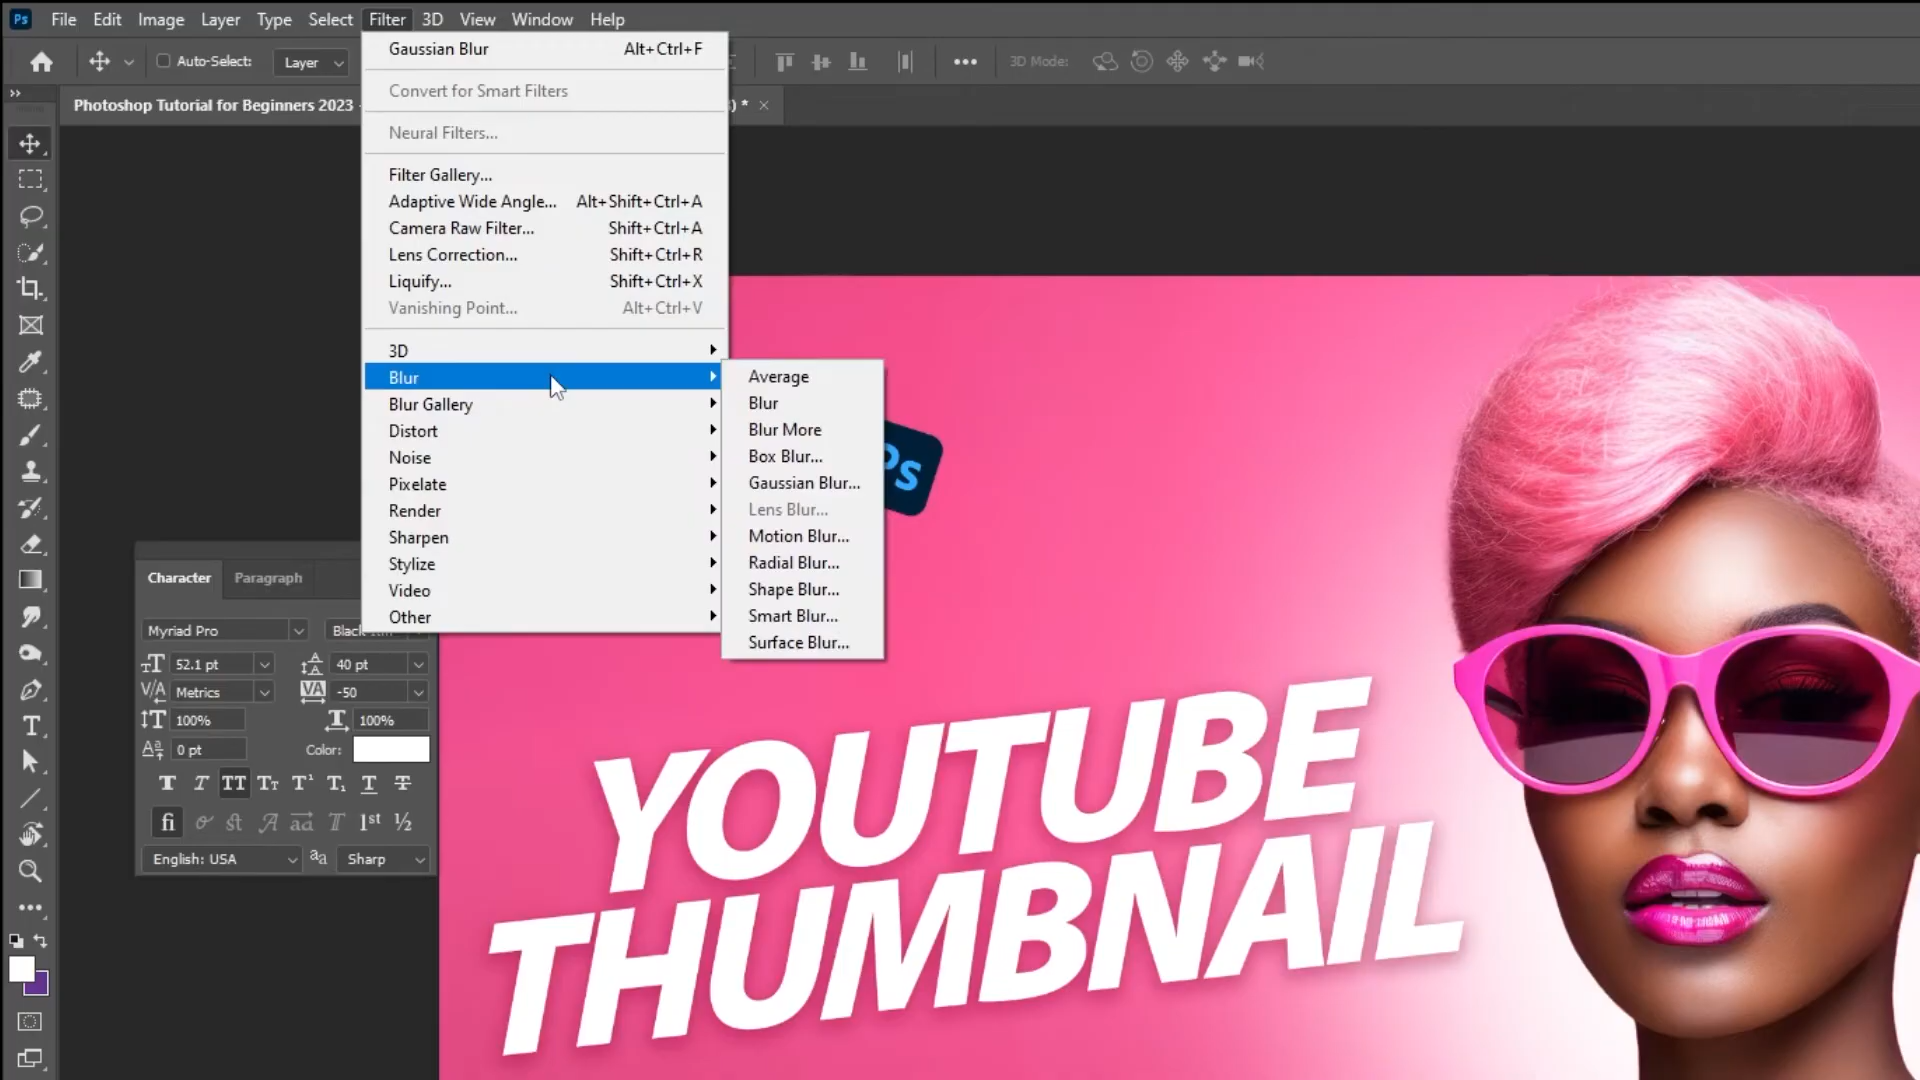 Ps File Edit Image Layer Type Select Filter 3D View Window Help
Auto-Select: Layer
3D Mode:
Photoshop Tutorial for Beginners 2023
) * ×
Gaussian Blur Alt+Ctrl+F
Convert for Smart Filters
Neural Filters...
Filter Gallery...
Adaptive Wide Angle... Alt+Shift+Ctrl+A
Camera Raw Filter... Shift+Ctrl+A
Lens Correction... Shift+Ctrl+R
Liquify... Shift+Ctrl+X
Vanishing Point... Alt+Ctrl+V
3D
Blur
Blur Gallery
Distort
Noise
Pixelate
Render
Sharpen
Stylize
Video
Other
Average
Blur
Blur More
Box Blur...
Gaussian Blur...
Lens Blur...
Motion Blur...
Radial Blur...
Shape Blur...
Smart Blur...
Surface Blur...
Ps
Character Paragraph
Myriad Pro
52.1 pt 40 pt
Metrics -50
100% 100%
0 pt Color:
English: USA aa Sharp
YOUTUBE
THUMBNAIL